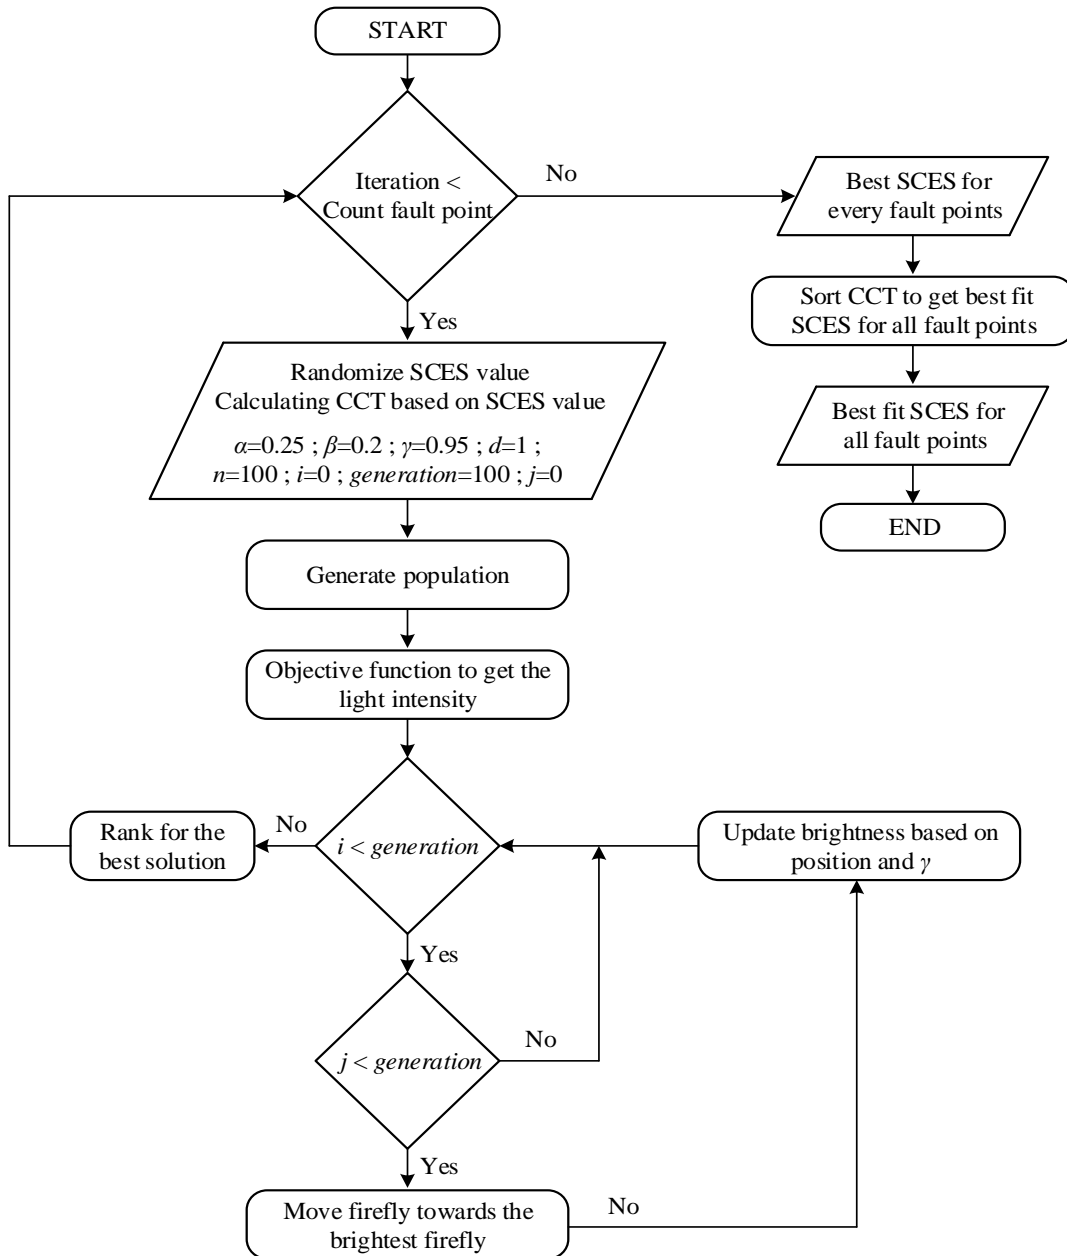 START
Iteration <
Count fault point
No
Best SCES for
every fault points
Sort CCT to get best fit
SCES for all fault points
Best fit SCES for
all fault points
END
Yes
Randomize SCES value
Calculating CCT based on SCES value
α=0.25 ; β=0.2 ; γ=0.95 ; d=1 ;
n=100 ; i=0 ; generation=100 ; j=0
Generate population
Objective function to get the
light intensity
i < generation
No
Rank for the
best solution
Update brightness based on
position and γ
Yes
j < generation
No
Yes
Move firefly towards the
brightest firefly
No